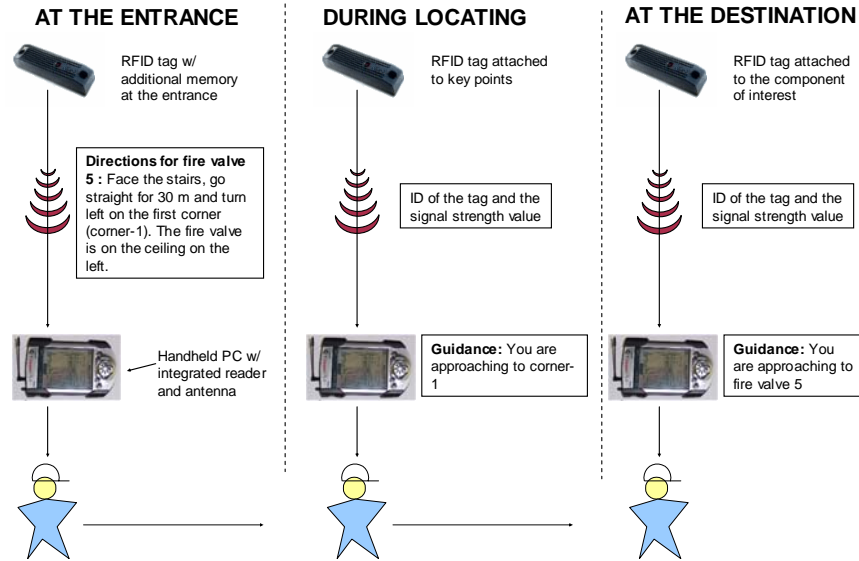 AT THE ENTRANCE
RFID tag w/
additional memory
at the entrance
Directions for fire valve
5 : Face the stairs, go
straight for 30 m and turn
left on the first corner
(corner-1). The fire valve
is on the ceiling on the
left.
Handheld PC w/
integrated reader
and antenna
DURING LOCATING
RFID tag attached
to key points
ID of the tag and the
signal strength value
Guidance: You are
approaching to corner-
1
AT THE DESTINATION
RFID tag attached
to the component
of interest
ID of the tag and the
signal strength value
Guidance: You
are approaching to
fire valve 5